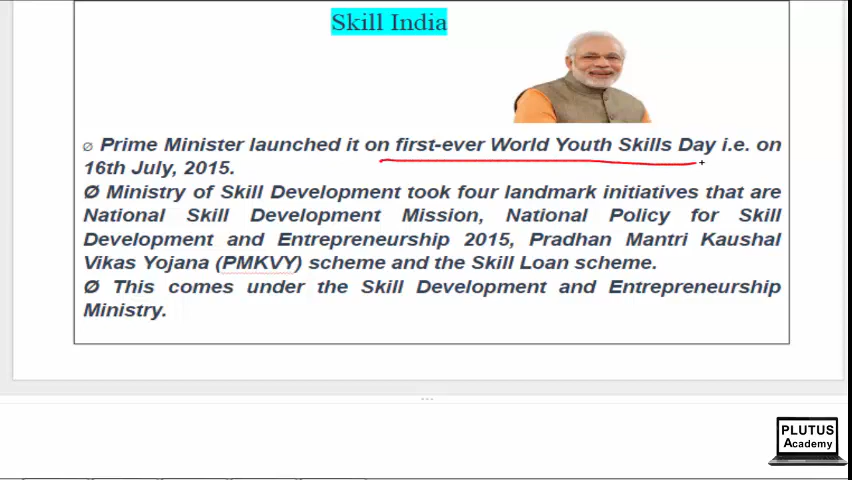 Skill India
Ø Prime Minister launched it on first-ever World Youth Skills Day i.e. on
16th July, 2015.
Ø Ministry of Skill Development took four landmark initiatives that are
National Skill Development Mission, National Policy for Skill
Development and Entrepreneurship 2015, Pradhan Mantri Kaushal
Vikas Yojana (PMKVY) scheme and the Skill Loan scheme.
Ø This comes under the Skill Development and Entrepreneurship
Ministry.
PLUTUS
Academy